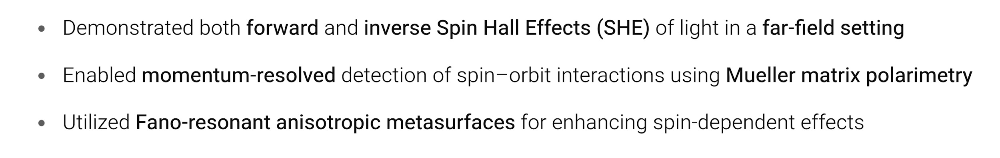 • Demonstrated both forward and inverse Spin Hall Effects (SHE) of light in a far-field setting
• Enabled momentum-resolved detection of spin–orbit interactions using Mueller matrix polarimetry
• Utilized Fano-resonant anisotropic metasurfaces for enhancing spin-dependent effects